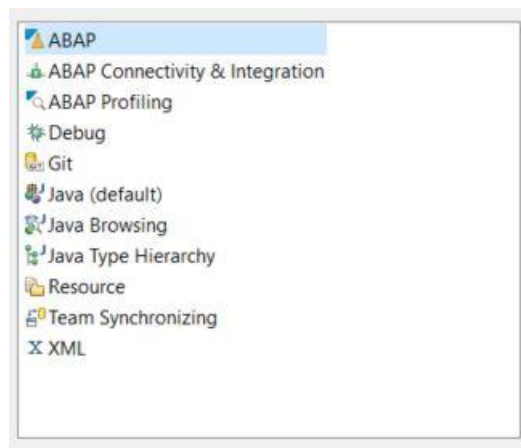 ABAP
ABAP Connectivity & Integration
ABAP Profiling
Debug
Git
Java (default)
Java Browsing
Java Type Hierarchy
Resource
Team Synchronizing
XML